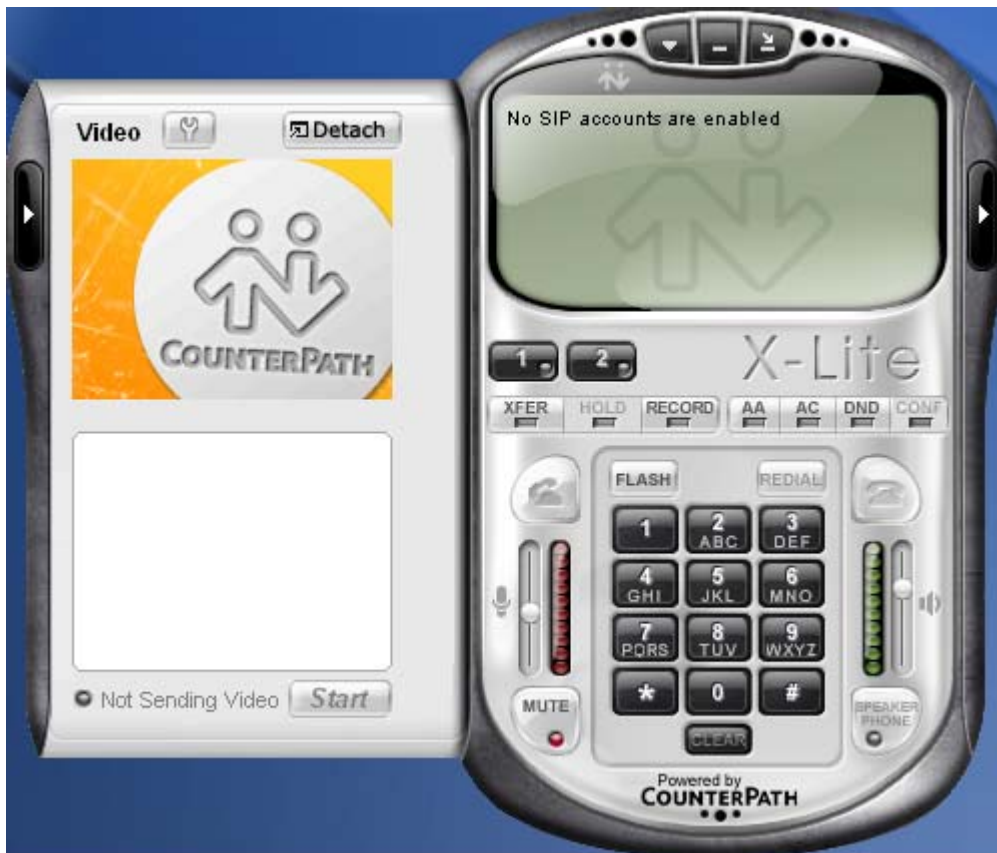 Video
Detach
COUNTERPATH
Not Sending Video
Start
No SIP accounts are enabled
1 2
X-Lite
XFER HOLD RECORD AA AC DND CONF
FLASH REDIAL
1 2 3
ABC DEF
4 5 6
GHI JKL MNO
7 8 9
PQRS TUV WXYZ
* 0 #
MUTE
SPEAKER
PHONE
CLEAR
Powered by
COUNTERPATH